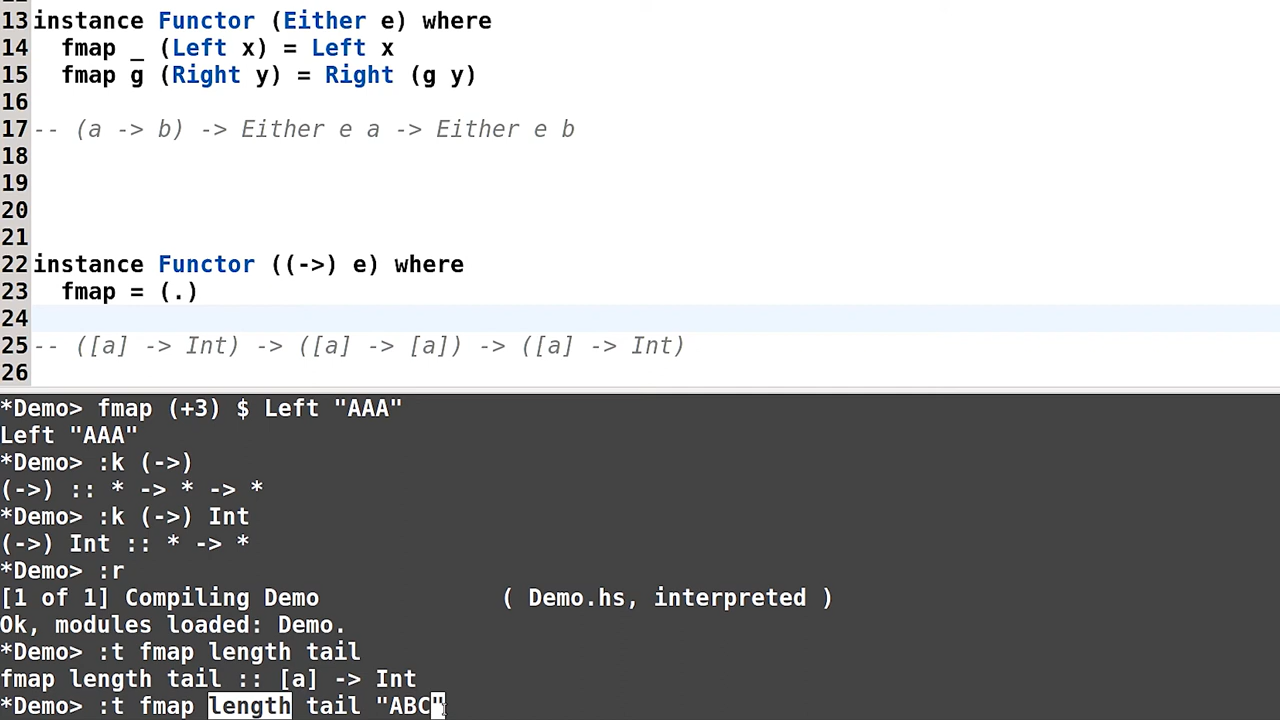 13 instance Functor (Either e) where
14   fmap _ (Left x) = Left x
15   fmap g (Right y) = Right (g y)
16
17 -- (a -> b) -> Either e a -> Either e b
18
19
20
21
22 instance Functor ((->) e) where
23   fmap = (.)
24
25 -- ([a] -> Int) -> ([a] -> [a]) -> ([a] -> Int)
26
*Demo> fmap (+3) $ Left "AAA"
Left "AAA"
*Demo> :k (->)
(->) :: * -> * -> *
*Demo> :k (->) Int
(->) Int :: * -> *
*Demo> :r
[1 of 1] Compiling Demo             ( Demo.hs, interpreted )
Ok, modules loaded: Demo.
*Demo> :t fmap length tail
fmap length tail :: [a] -> Int
*Demo> :t fmap length tail "ABC"